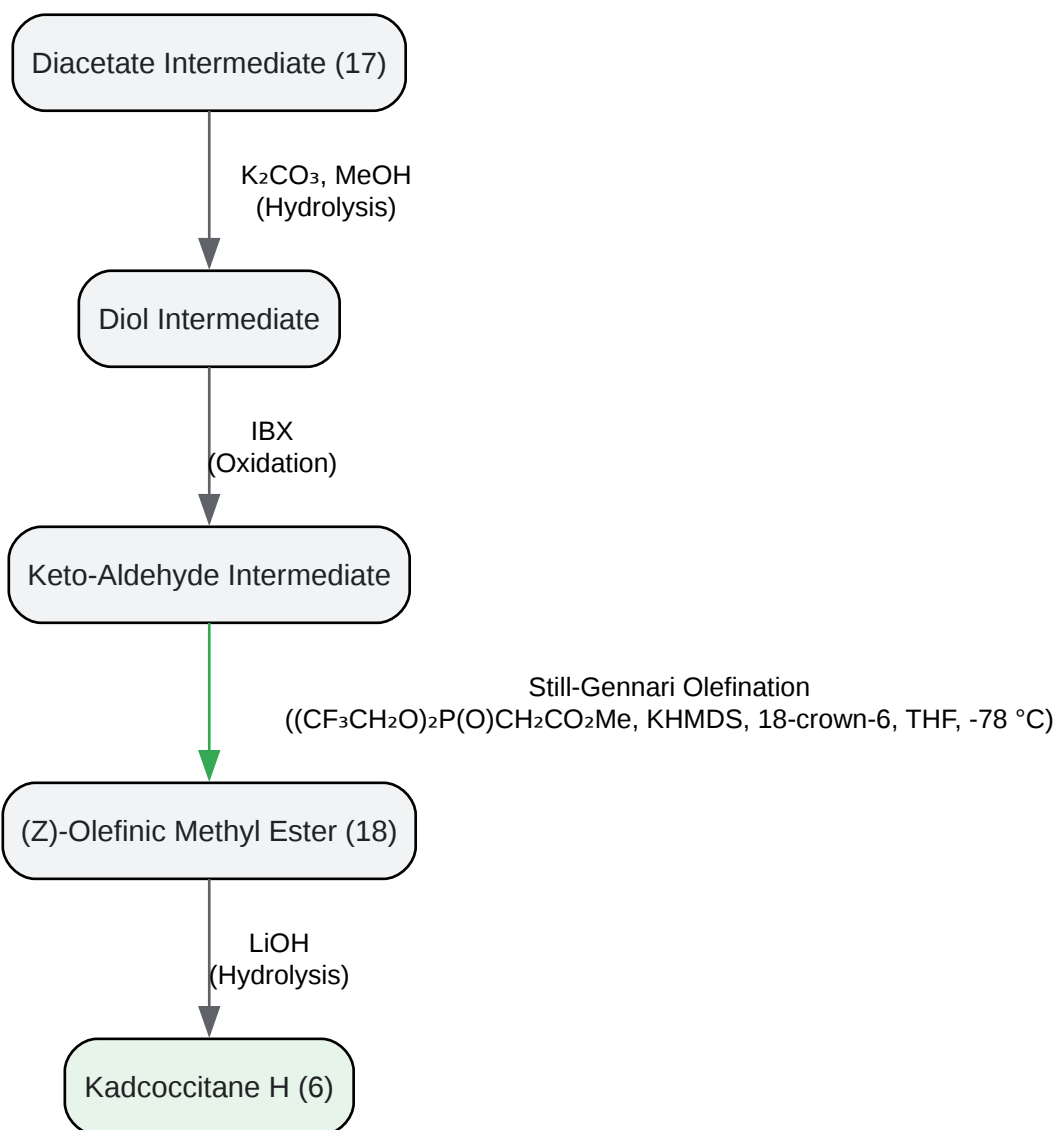 Diacetate Intermediate (17)
K₂CO₃, MeOH
(Hydrolysis)
Diol Intermediate
IBX
(Oxidation)
Keto-Aldehyde Intermediate
Still-Gennari Olefination
((CF₃CH₂O)₂P(O)CH₂CO₂Me, KHMDS, 18-crown-6, THF, -78 °C)
(Z)-Olefinic Methyl Ester (18)
LiOH
(Hydrolysis)
Kadcoccitane H (6)